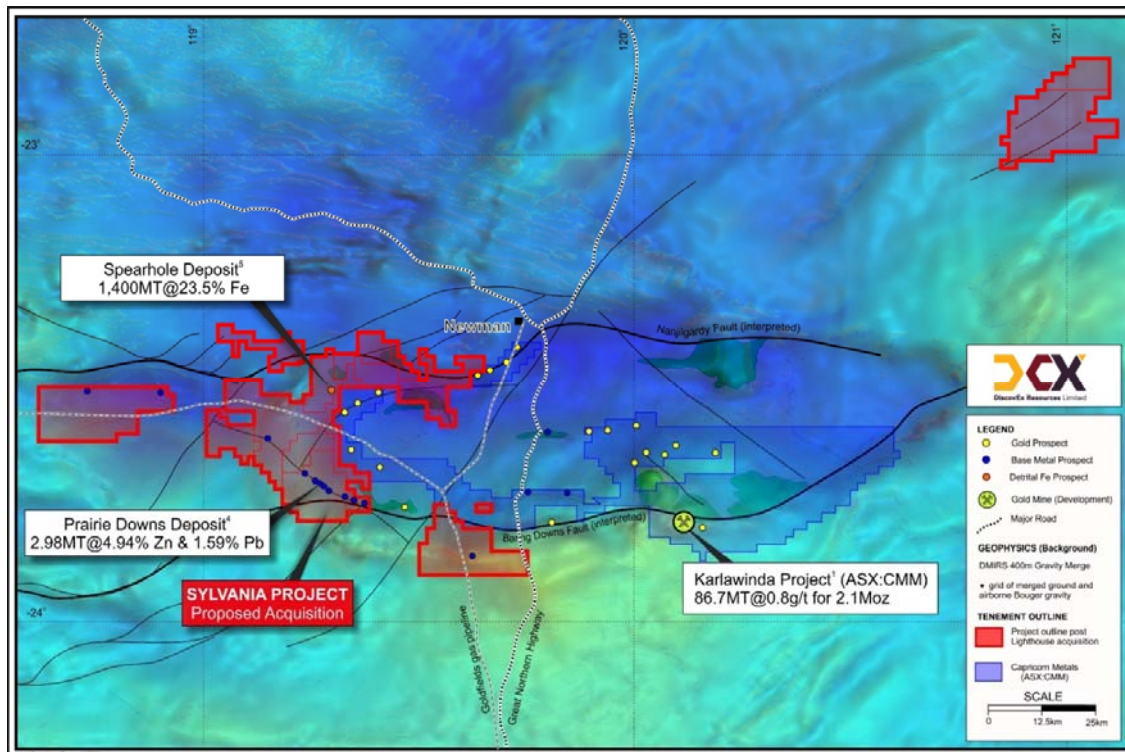 119°
120°
121°
-23°
Spearhole Deposit⁵
1,400MT@23.5% Fe
Newman
Nanjilgardy Fault (interpreted)
Prairie Downs Deposit⁴
2.98MT@4.94% Zn & 1.59% Pb
SYLVANIA PROJECT
Proposed Acquisition
Baring Downs Fault (interpreted)
Karlawinda Project¹ (ASX:CMM)
86.7MT@0.8g/t for 2.1Moz
-24°
Goldfields gas pipeline
Great Northern Highway
DCX
DiscovEx Resources Limited
LEGEND
Gold Prospect
Base Metal Prospect
Detrital Fe Prospect
Gold Mine (Development)
Major Road
GEOPHYSICS (Background)
DMIRS 400m Gravity Merge
• grid of merged ground and
airborne Bouger gravity
TENEMENT OUTLINE
Project outline post
Lighthouse acquisition
Capricorn Metals
(ASX:CMM)
SCALE
0 12.5km 25km